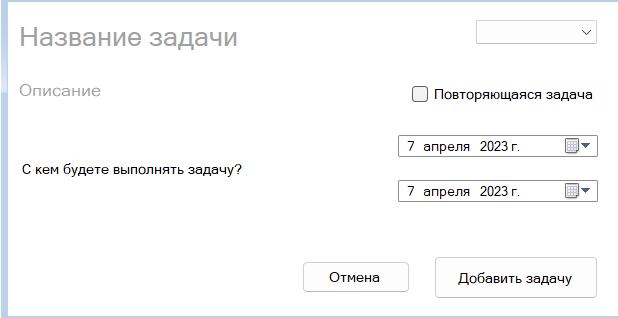 Название задачи
Описание
Повторяющаяся задача
7 апреля 2023 г.
С кем будете выполнять задачу?
7 апреля 2023 г.
Отмена
Добавить задачу